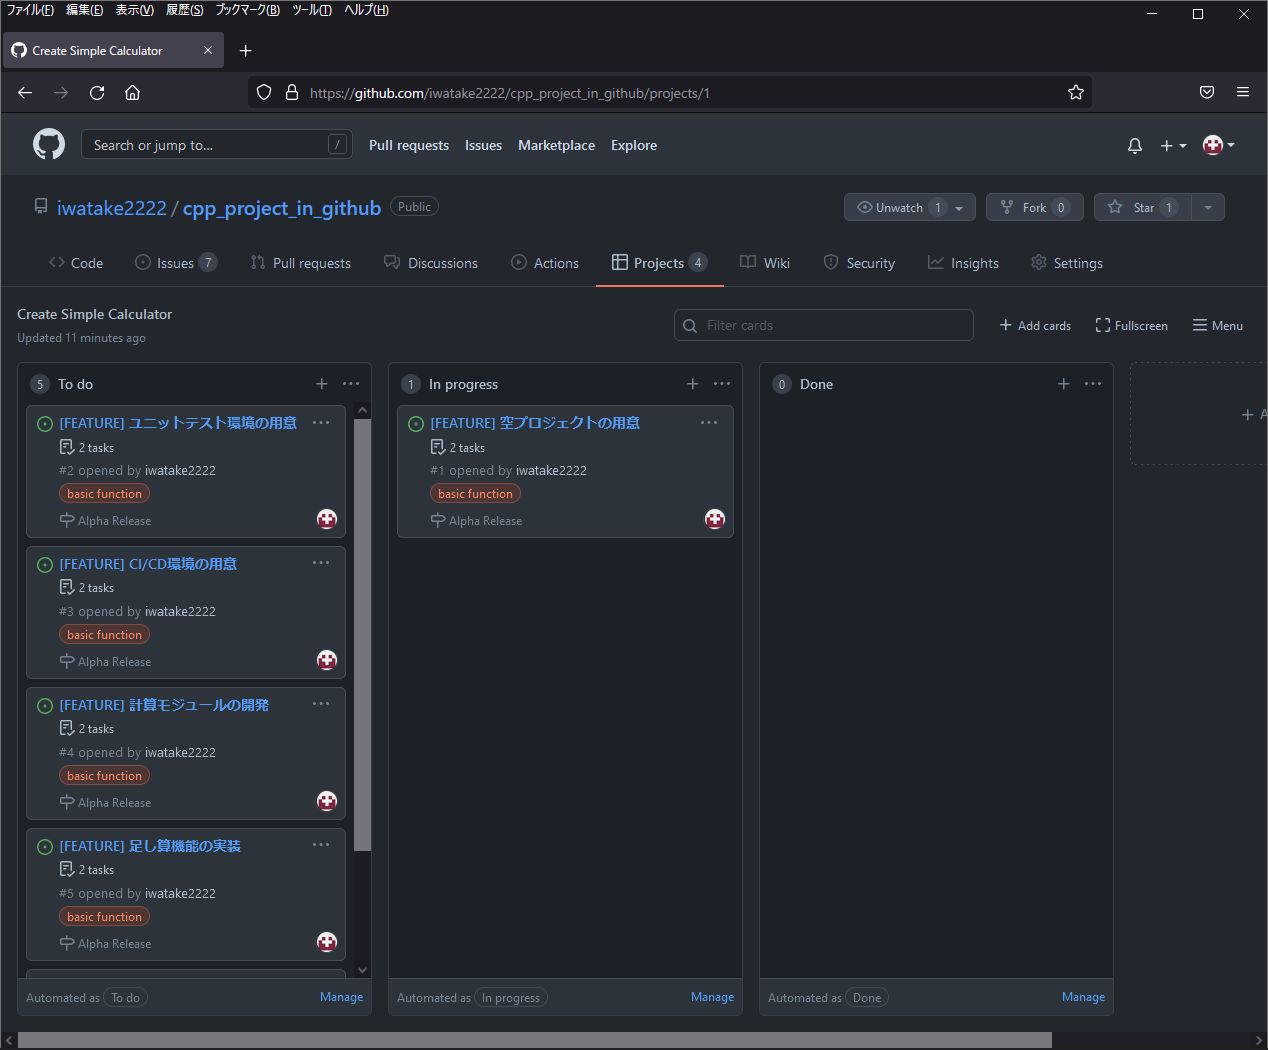 ファイル(F) 編集(E) 表示(V) 履歴(S) ブックマーク(B) ツール(T) ヘルプ(H)
Create Simple Calculator
https://github.com/iwatake2222/cpp_project_in_github/projects/1
Search or jump to… /
Pull requests Issues Marketplace Explore
iwatake2222 / cpp_project_in_github Public
Unwatch 1 Fork 0 Star 1
Code Issues 7 Pull requests Discussions Actions Projects 4 Wiki Security Insights Settings
Create Simple Calculator
Updated 11 minutes ago
Filter cards
+ Add cards Fullscreen Menu
5 To do
[FEATURE] ユニットテスト環境の用意
2 tasks
#2 opened by iwatake2222
basic function
Alpha Release
[FEATURE] CI/CD環境の用意
2 tasks
#3 opened by iwatake2222
basic function
Alpha Release
[FEATURE] 計算モジュールの開発
2 tasks
#4 opened by iwatake2222
basic function
Alpha Release
[FEATURE] 足し算機能の実装
2 tasks
#5 opened by iwatake2222
basic function
Alpha Release
Automated as To do Manage
1 In progress
[FEATURE] 空プロジェクトの用意
2 tasks
#1 opened by iwatake2222
basic function
Alpha Release
Automated as In progress Manage
0 Done
Automated as Done Manage